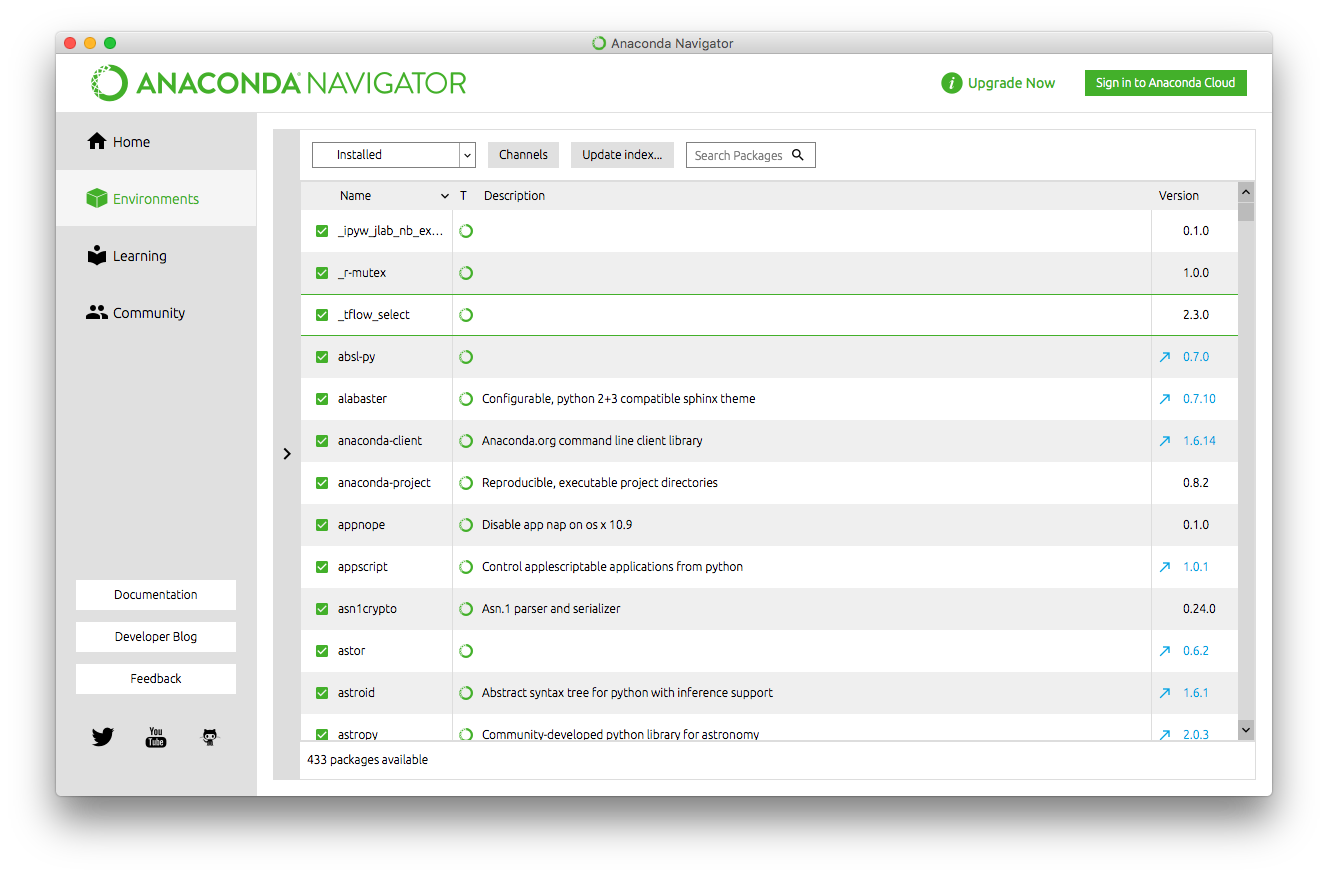 Anaconda Navigator
ANACONDA NAVIGATOR
i Upgrade Now
Sign in to Anaconda Cloud
Home
Environments
Learning
Community
Documentation
Developer Blog
Feedback
You
Tube
Installed
Channels
Update index...
Search Packages
Name T Description Version
_ipyw_jlab_nb_ex... 0.1.0
_r-mutex 1.0.0
_tflow_select 2.3.0
absl-py 0.7.0
alabaster Configurable, python 2+3 compatible sphinx theme 0.7.10
anaconda-client Anaconda.org command line client library 1.6.14
anaconda-project Reproducible, executable project directories 0.8.2
appnope Disable app nap on os x 10.9 0.1.0
appscript Control applescriptable applications from python 1.0.1
asn1crypto Asn.1 parser and serializer 0.24.0
astor 0.6.2
astroid Abstract syntax tree for python with inference support 1.6.1
astropy Community-developed python library for astronomy 2.0.3
433 packages available